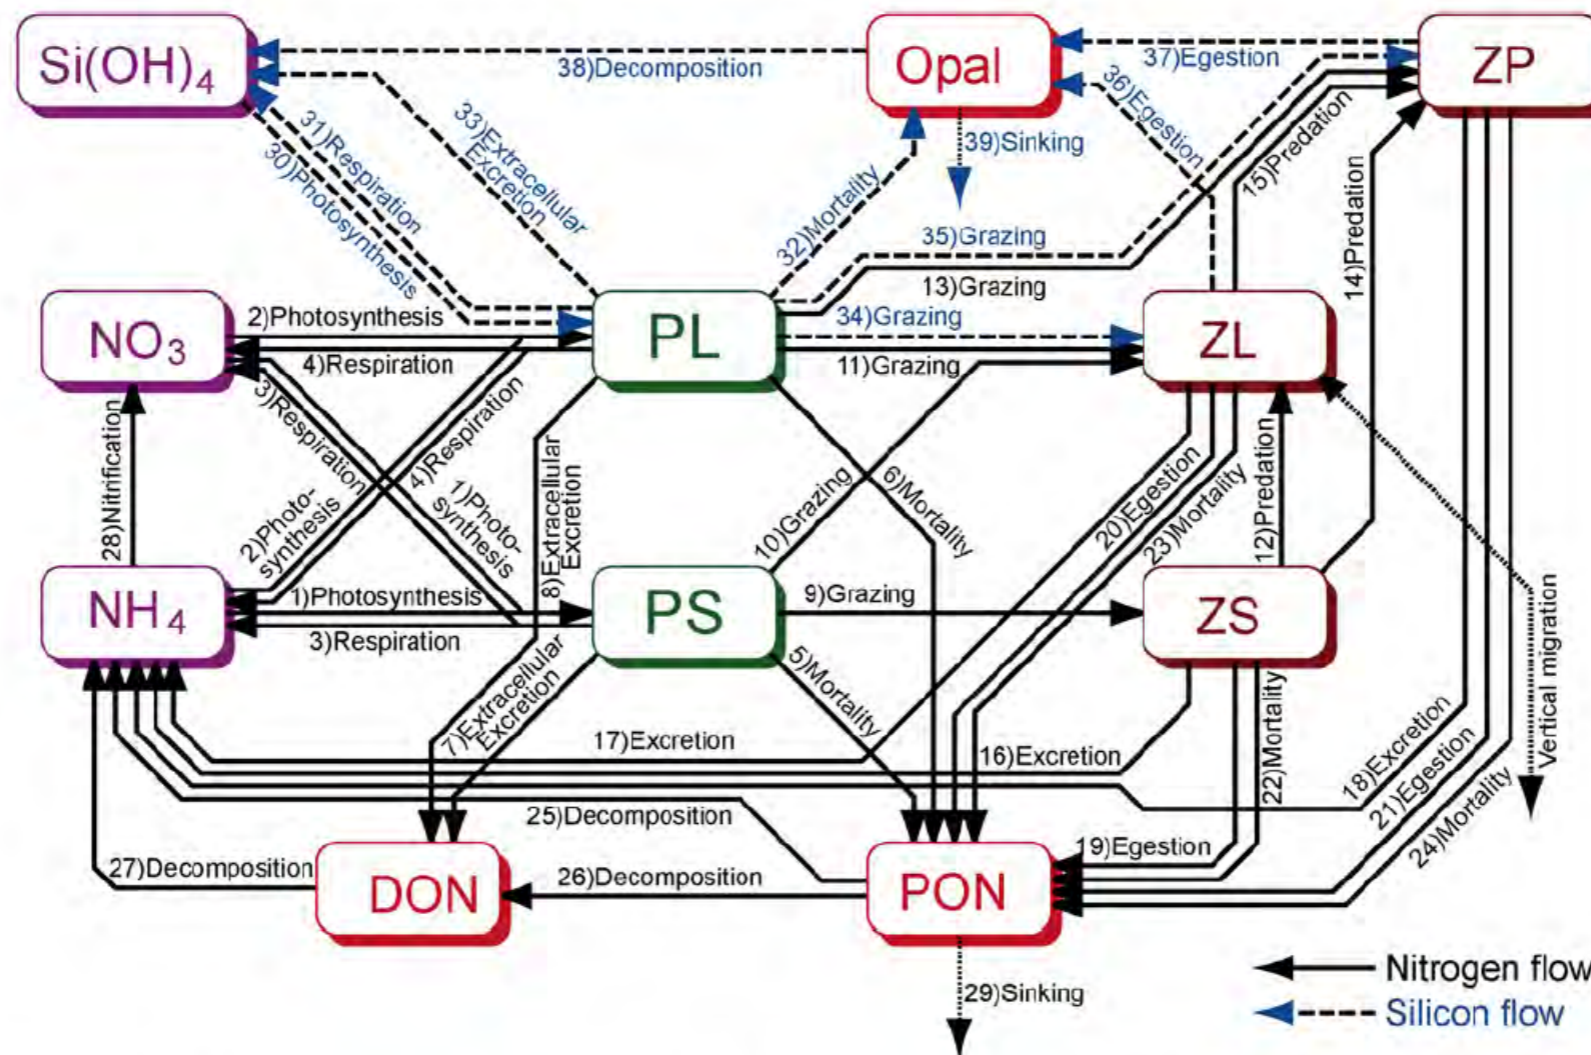 Si(OH)4
Opal
ZP
38)Decomposition
37)Egestion
36)Egestion
31)Respiration
30)Photosynthesis
33)Extracellular
Excretion
32)Mortality
39)Sinking
35)Grazing
13)Grazing
15)Predation
14)Predation
NO3
PL
ZL
2)Photosynthesis
4)Respiration
34)Grazing
11)Grazing
3)Respiration
4)Respiration
28)Nitrification
2)Photo-
synthesis
1)Photo-
synthesis
8)Extracellular
Excretion
10)Grazing
6)Mortality
20)Egestion
23)Mortality
12)Predation
NH4
PS
ZS
1)Photosynthesis
3)Respiration
9)Grazing
5)Mortality
7)Extracellular
Excretion
17)Excretion
16)Excretion
22)Mortality
18)Excretion
21)Egestion
24)Mortality
Vertical migration
25)Decomposition
19)Egestion
27)Decomposition
26)Decomposition
DON
PON
29)Sinking
Nitrogen flow
Silicon flow